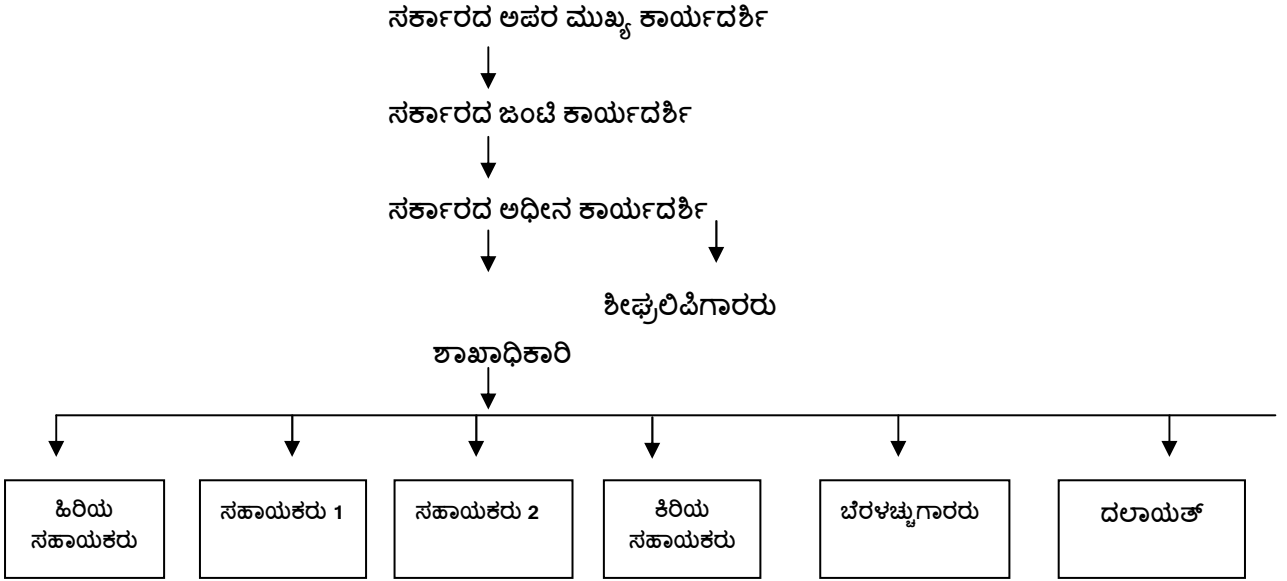 ಸರ್ಕಾರದ ಅಪರ ಮುಖ್ಯ ಕಾರ್ಯದರ್ಶಿ
ಸರ್ಕಾರದ ಜಂಟಿ ಕಾರ್ಯದರ್ಶಿ
ಸರ್ಕಾರದ ಅಧೀನ ಕಾರ್ಯದರ್ಶಿ
ಶೀಘ್ರಲಿಪಿಗಾರರು
ಶಾಖಾಧಿಕಾರಿ
ಹಿರಿಯ
ಸಹಾಯಕರು
ಸಹಾಯಕರು 1
ಸಹಾಯಕರು 2
ಕಿರಿಯ
ಸಹಾಯಕರು
ಬೆರಳಚ್ಚುಗಾರರು
ದಲಾಯತ್